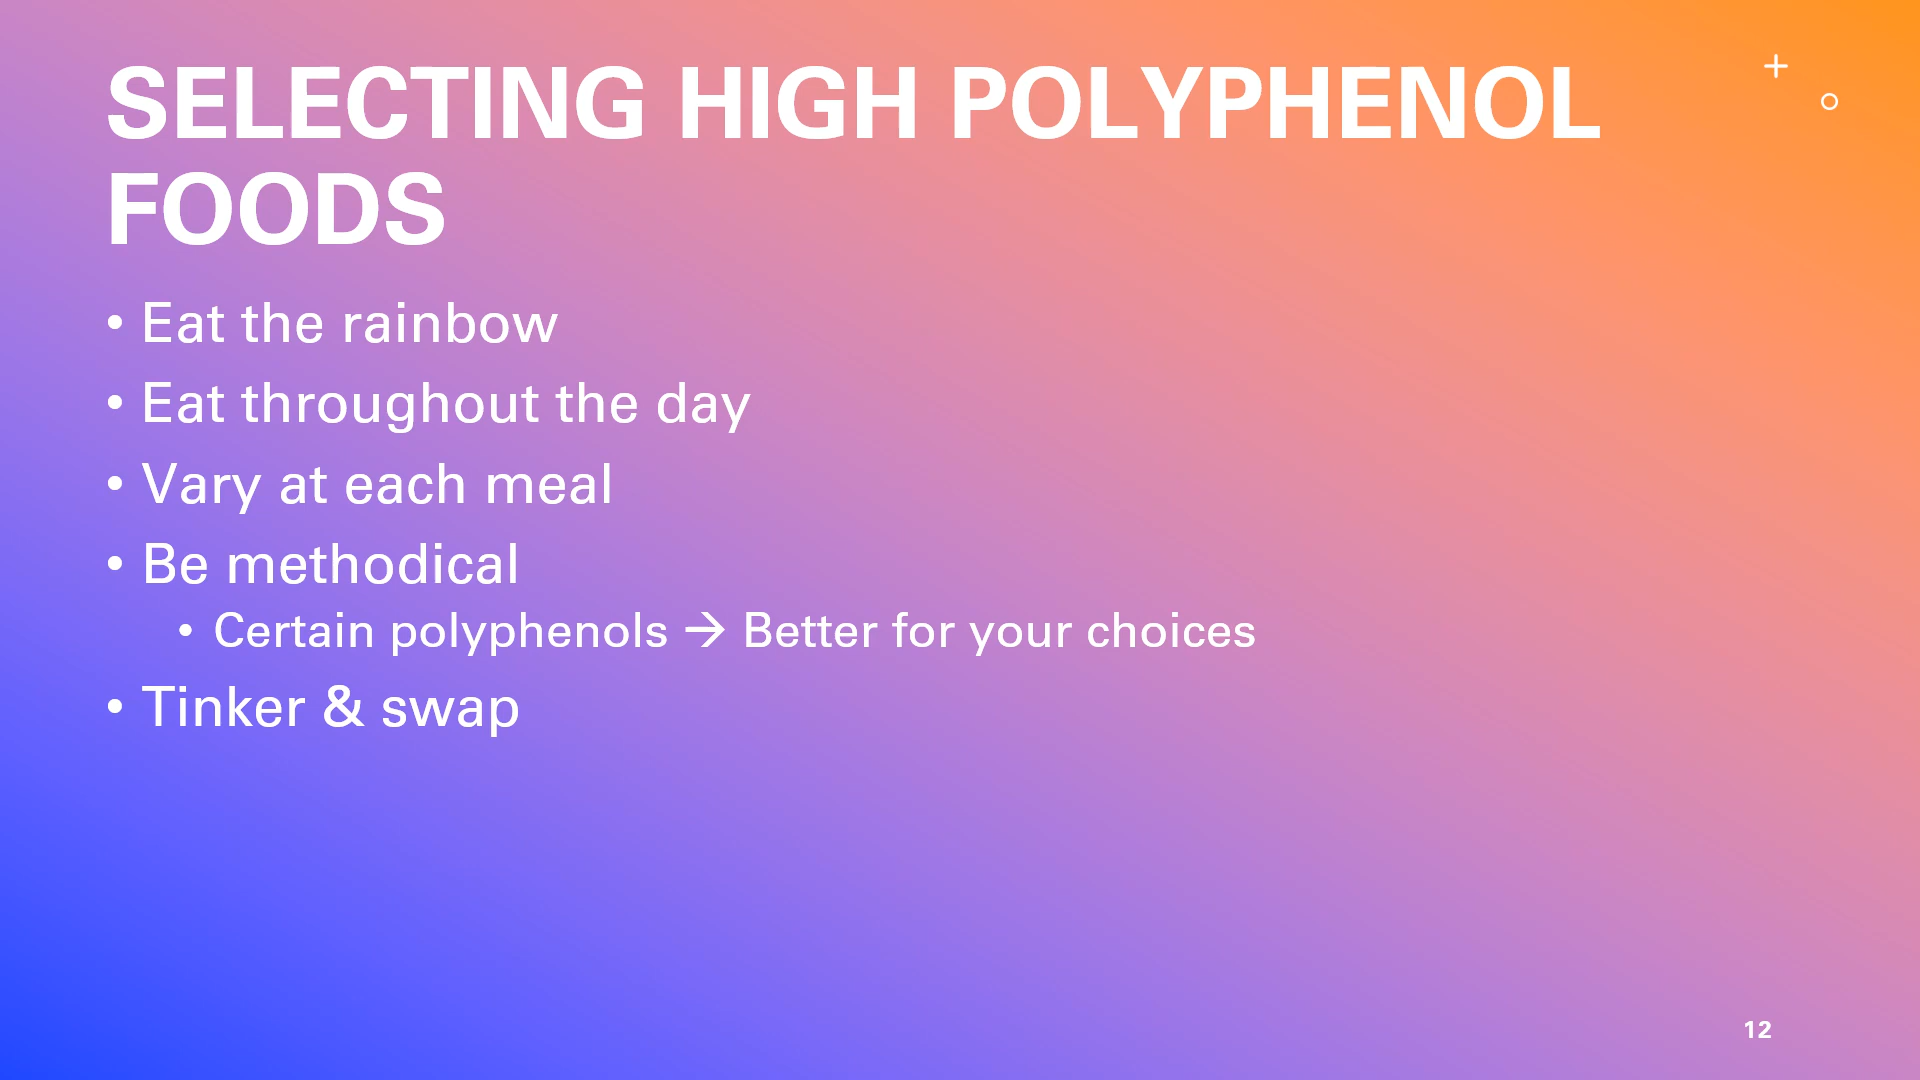 SELECTING HIGH POLYPHENOL
FOODS
• Eat the rainbow
• Eat throughout the day
• Vary at each meal
• Be methodical
• Certain polyphenols → Better for your choices
• Tinker & swap
12